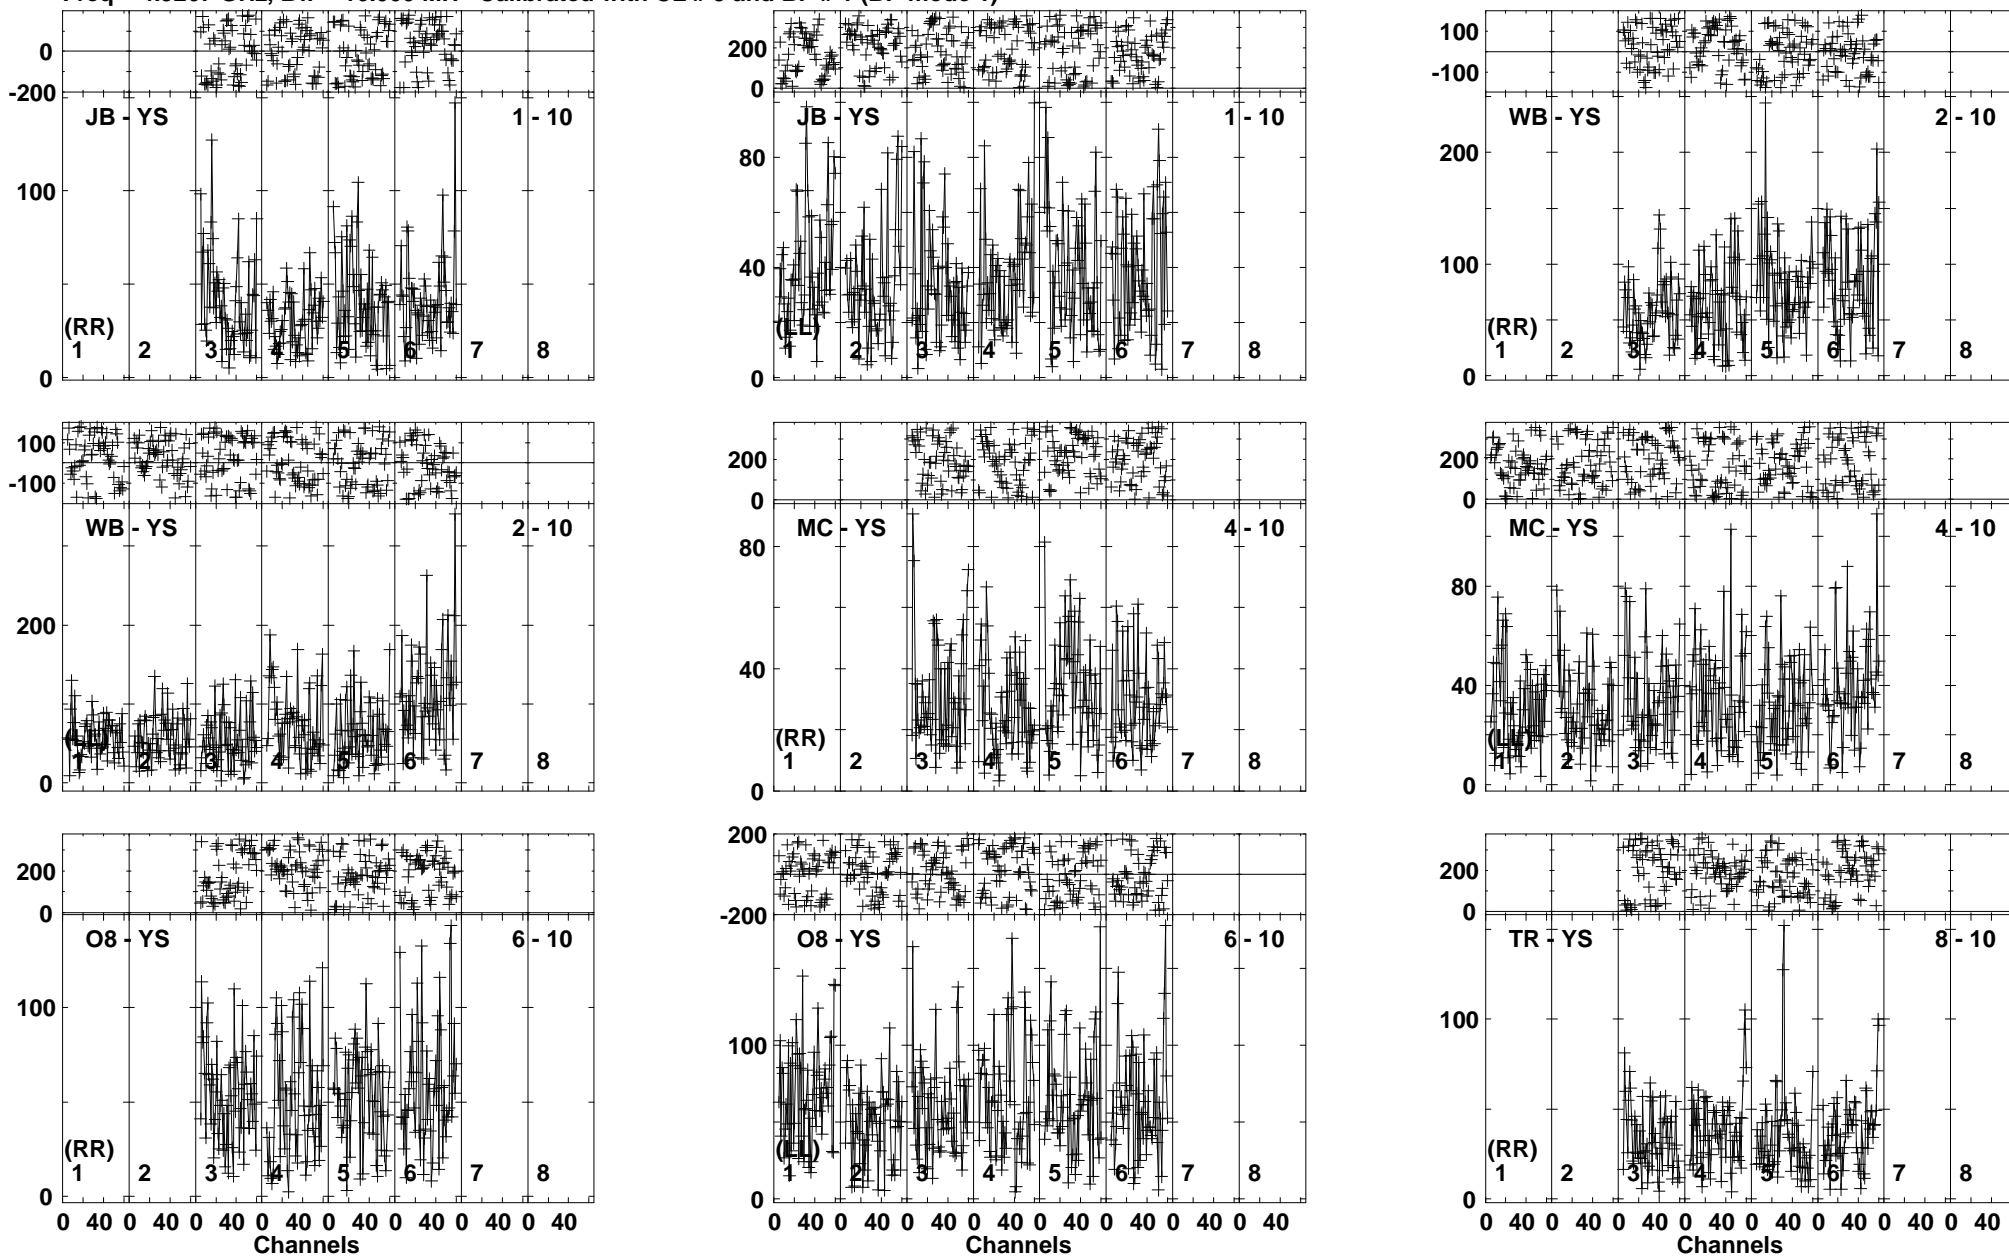 0 -200 JB - YS 1 - 10 100 0 (RR) 1 2 3 4 5 6 7 8
200 0 JB - YS 1 - 10 80 40 0 (LL) 1 2 3 4 5 6 7 8
100 -100 WB - YS 2 - 10 200 100 0 (RR) 1 2 3 4 5 6 7 8
100 -100 WB - YS 2 - 10 200 0 (LL) 1 2 3 4 5 6 7 8
200 0 MC - YS 4 - 10 80 40 0 (RR) 1 2 3 4 5 6 7 8
200 0 MC - YS 4 - 10 80 40 0 (LL) 1 2 3 4 5 6 7 8
200 0 O8 - YS 6 - 10 100 0 (RR) 1 2 3 4 5 6 7 8
0 40 0 40 0 40 0 40 0 40 0 40 0 40 0 40
Channels
200 -200 O8 - YS 6 - 10 100 0 (LL) 1 2 3 4 5 6 7 8
0 40 0 40 0 40 0 40 0 40 0 40 0 40 0 40
Channels
200 0 TR - YS 8 - 10 100 0 (RR) 1 2 3 4 5 6 7 8
0 40 0 40 0 40 0 40 0 40 0 40 0 40 0 40
Channels